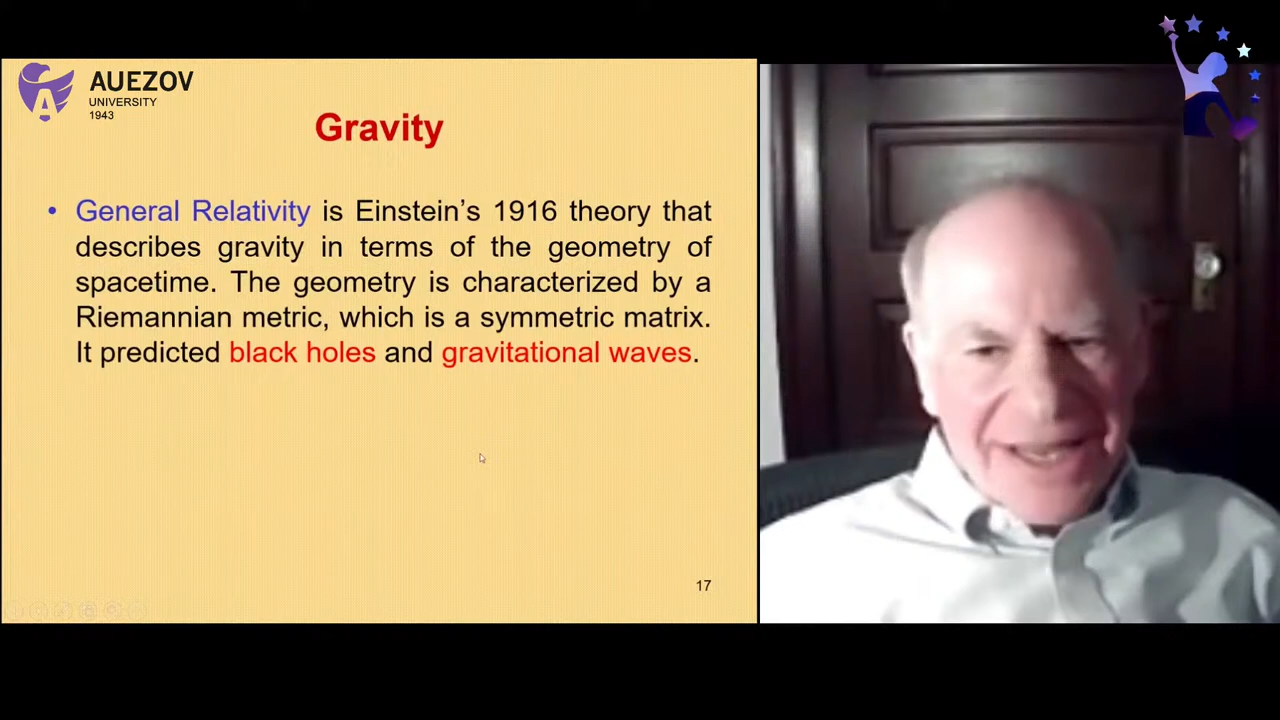 AUEZOV
UNIVERSITY
1943
Gravity
• General Relativity is Einstein’s 1916 theory that
describes gravity in terms of the geometry of
spacetime. The geometry is characterized by a
Riemannian metric, which is a symmetric matrix.
It predicted black holes and gravitational waves.
17